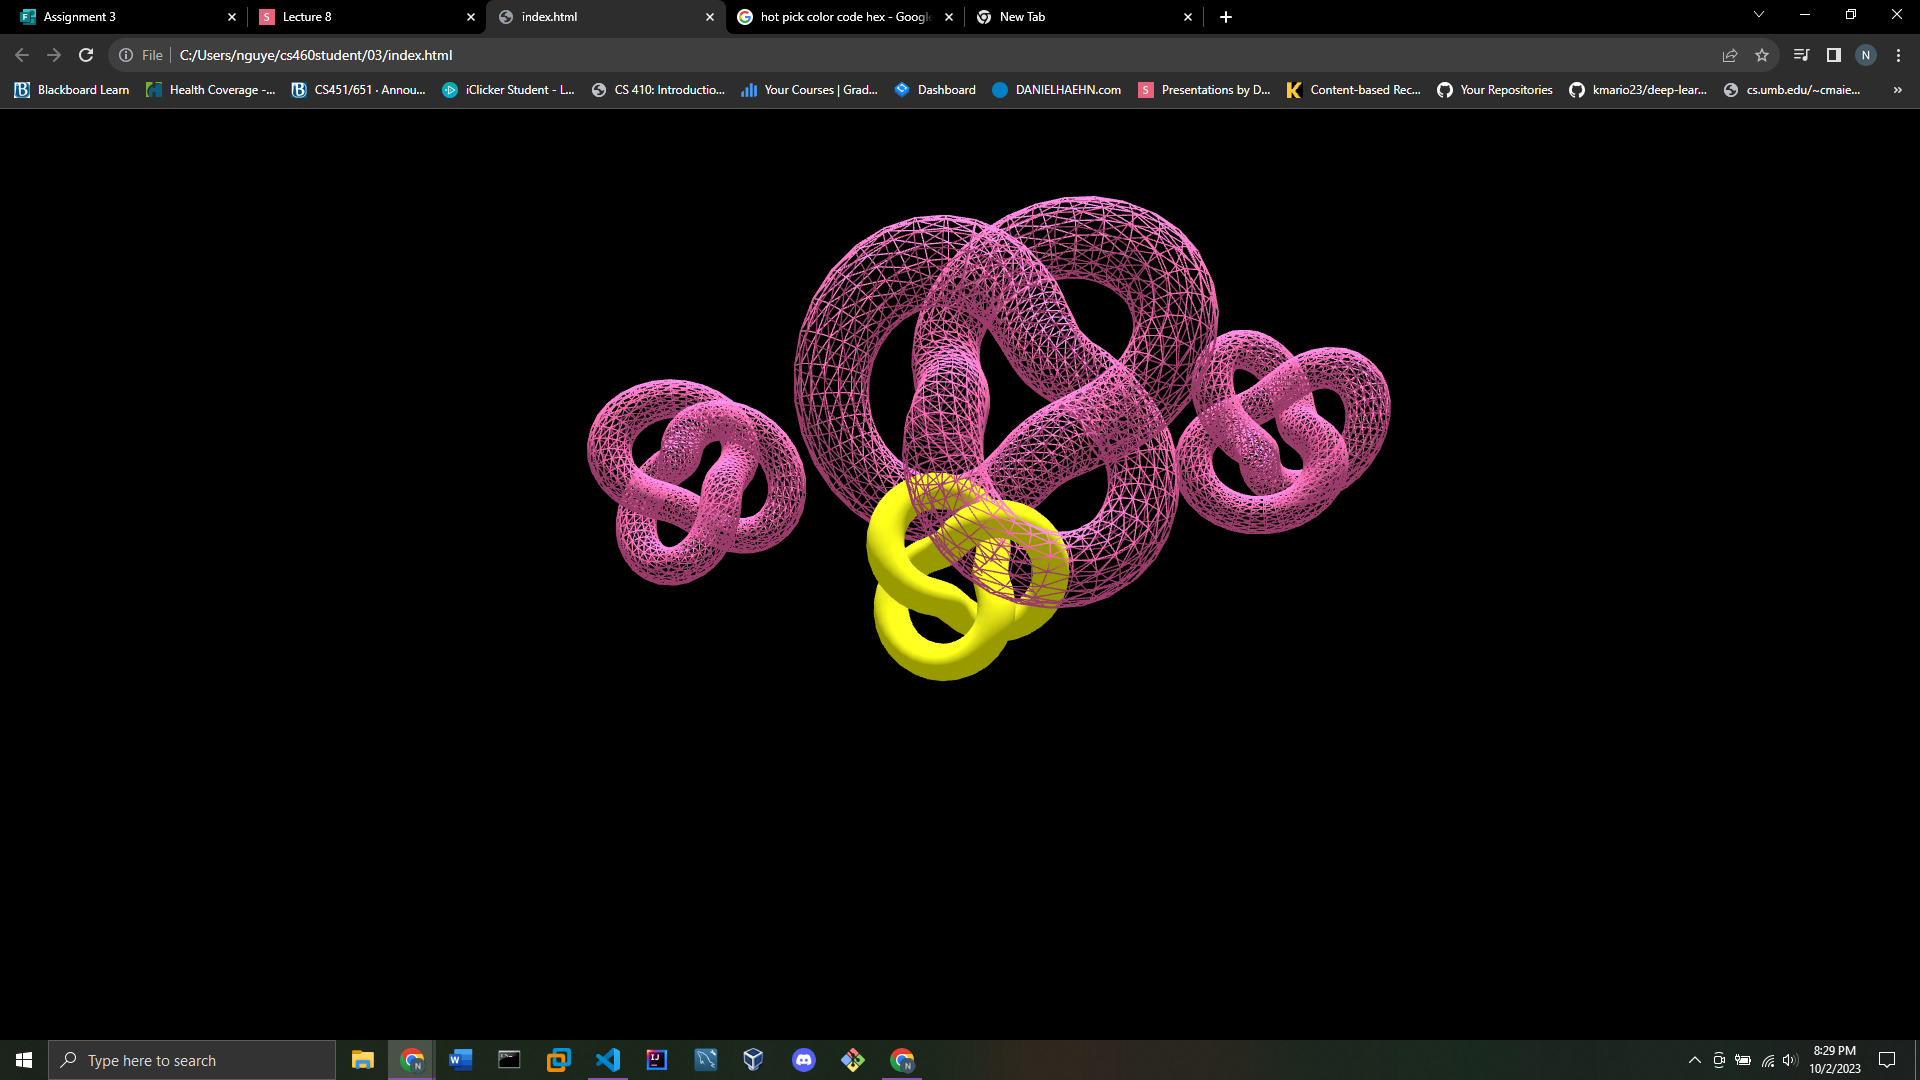 Assignment 3
Lecture 8
index.html
hot pick color code hex - Google
New Tab
File
C:/Users/nguye/cs460student/03/index.html
N
Blackboard Learn
Health Coverage -...
CS451/651 · Annou...
iClicker Student - L...
CS 410: Introductio...
Your Courses | Grad...
Dashboard
DANIELHAEHN.com
Presentations by D...
Content-based Rec...
Your Repositories
kmario23/deep-lear...
cs.umb.edu/~cmaie...
Type here to search
8:29 PM
10/2/2023